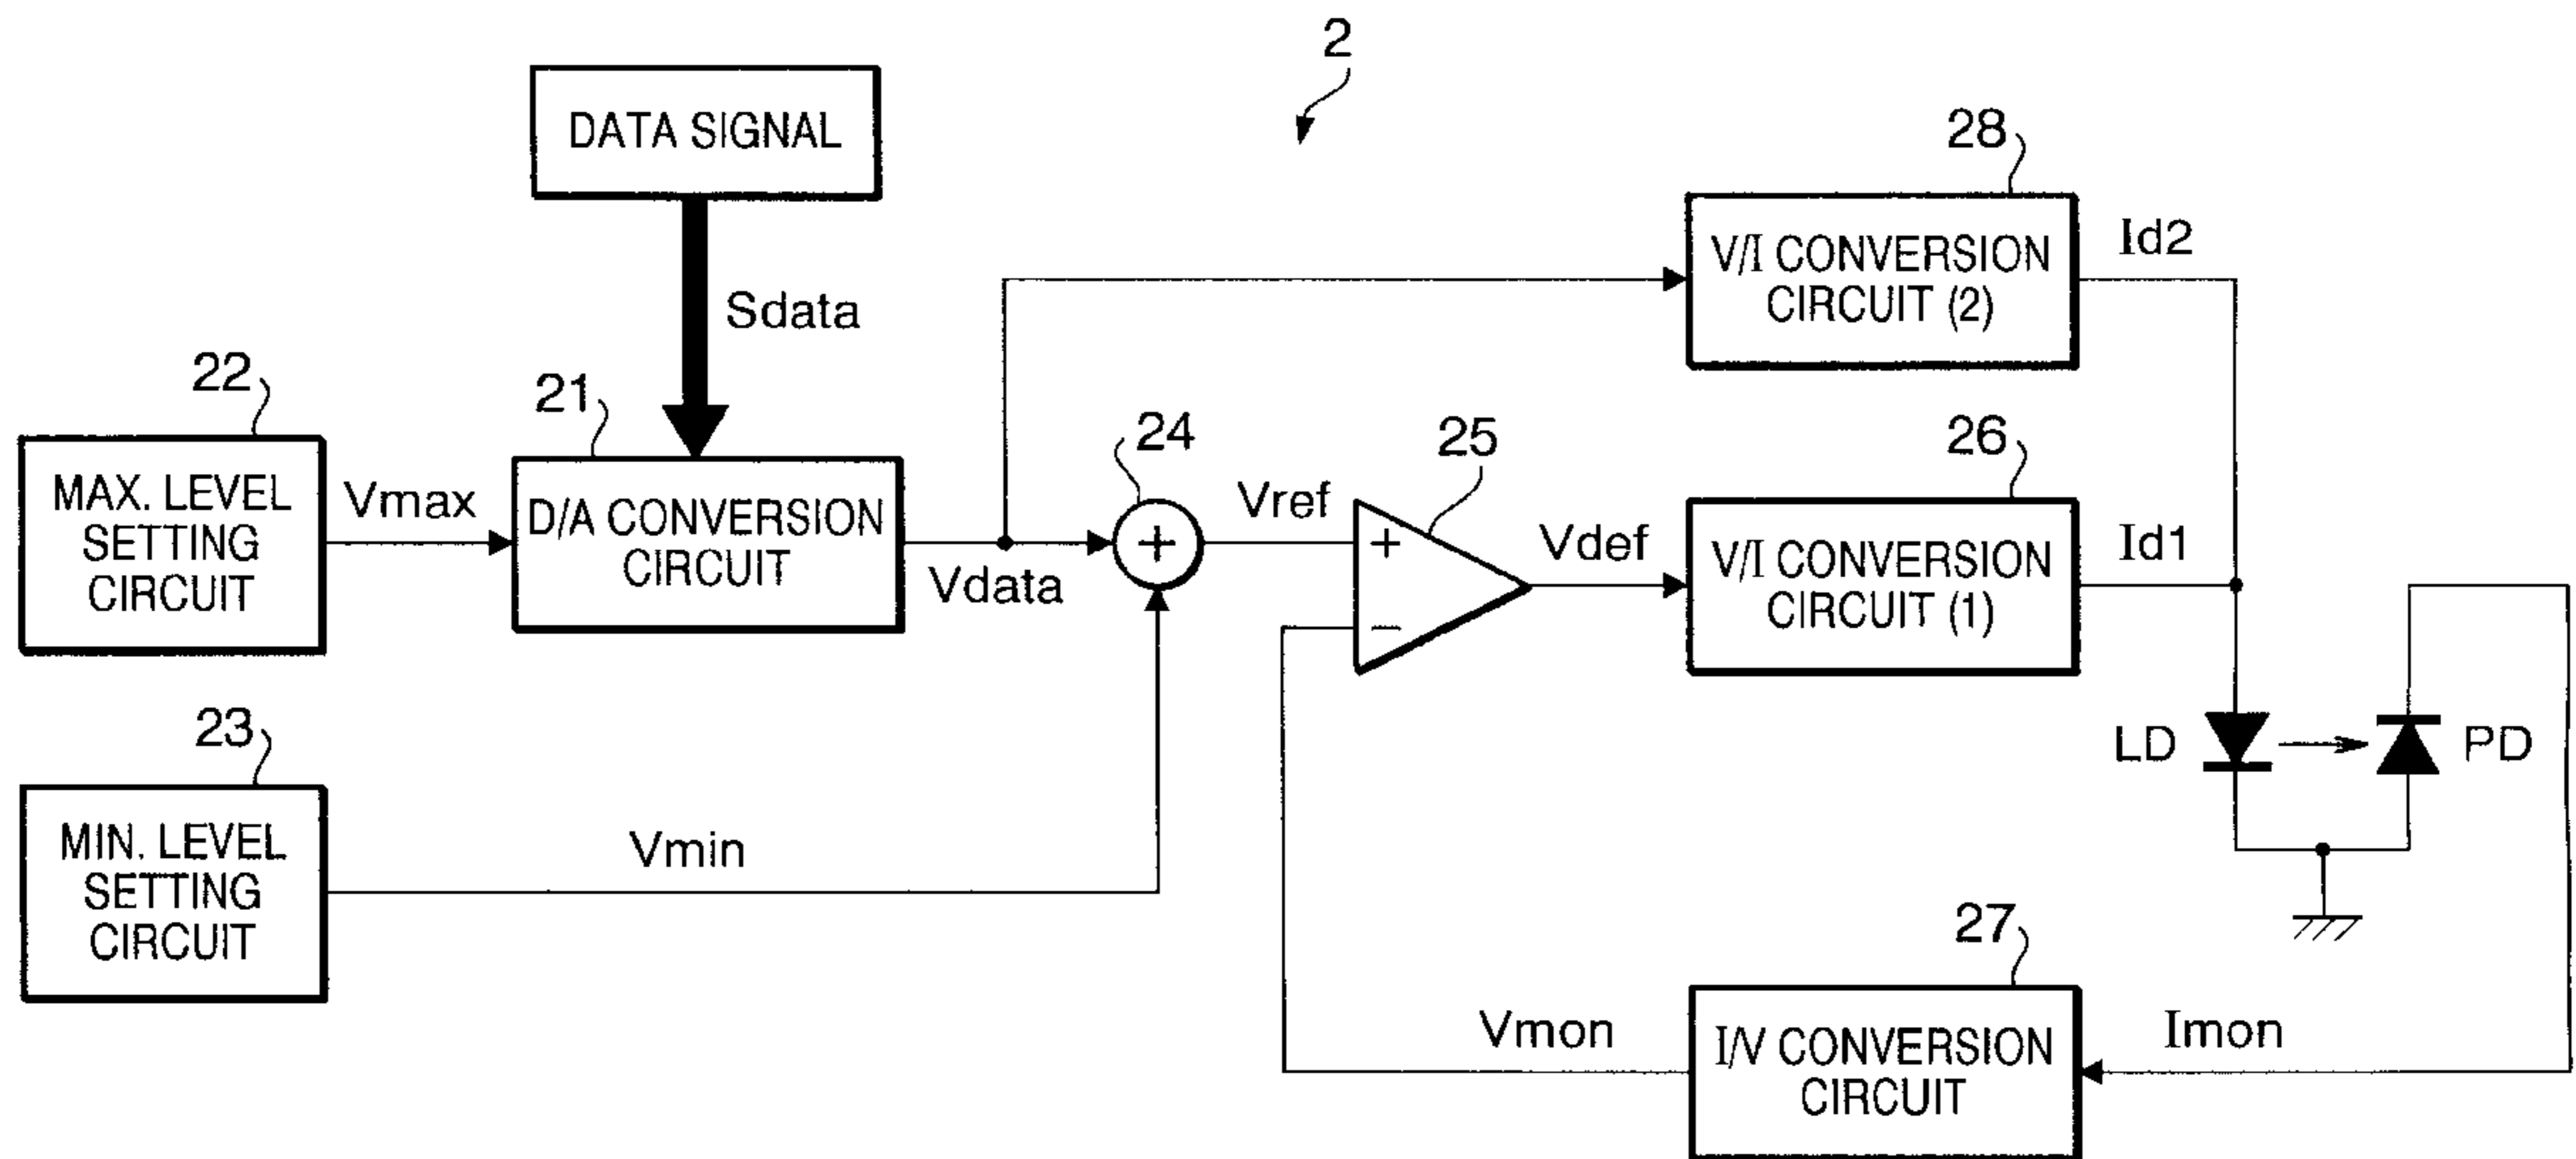 2
DATA SIGNAL
28
V/I CONVERSION
CIRCUIT (2)
Id2
Sdata
22
21
24
25
26
MAX. LEVEL
SETTING
CIRCUIT
Vmax
D/A CONVERSION
CIRCUIT
Vdata
+
Vref
+
−
Vdef
V/I CONVERSION
CIRCUIT (1)
Id1
23
LD
PD
MIN. LEVEL
SETTING
CIRCUIT
Vmin
27
Vmon
I/V CONVERSION
CIRCUIT
Imon